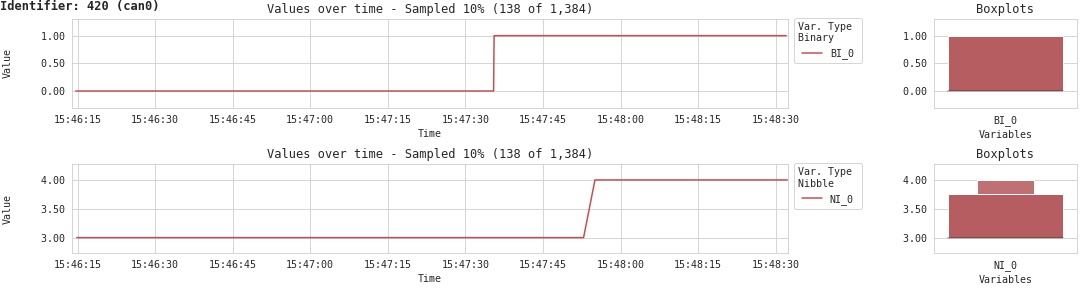 Identifier: 420 (can0)
Values over time - Sampled 10% (138 of 1,384)
Boxplots
Value
1.00
0.50
0.00
15:46:15 15:46:30 15:46:45 15:47:00 15:47:15 15:47:30 15:47:45 15:48:00 15:48:15 15:48:30
Time
Var. Type
Binary
BI_0
1.00
0.50
0.00
BI_0
Variables
Values over time - Sampled 10% (138 of 1,384)
Boxplots
Value
4.00
3.50
3.00
15:46:15 15:46:30 15:46:45 15:47:00 15:47:15 15:47:30 15:47:45 15:48:00 15:48:15 15:48:30
Time
Var. Type
Nibble
NI_0
4.00
3.50
3.00
NI_0
Variables